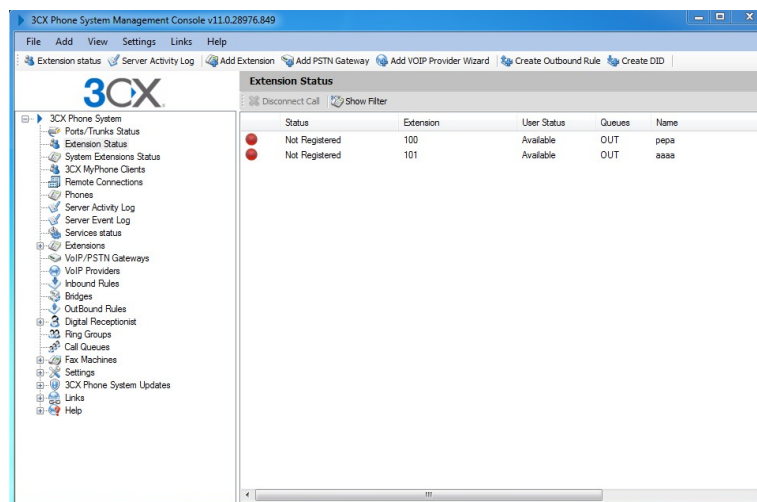 3CX Phone System Management Console v11.0.28976.849
File Add View Settings Links Help
Extension status Server Activity Log Add Extension Add PSTN Gateway Add VOIP Provider Wizard Create Outbound Rule Create DID
3CX
3CX Phone System
Ports/Trunks Status
Extension Status
System Extensions Status
3CX MyPhone Clients
Remote Connections
Phones
Server Activity Log
Server Event Log
Services status
Extensions
VoIP/PSTN Gateways
VoIP Providers
Inbound Rules
Bridges
OutBound Rules
Digital Receptionist
Ring Groups
Call Queues
Fax Machines
Settings
3CX Phone System Updates
Links
Help
Extension Status
Disconnect Call Show Filter
Status Extension User Status Queues Name
Not Registered 100 Available OUT pepa
Not Registered 101 Available OUT aaaa